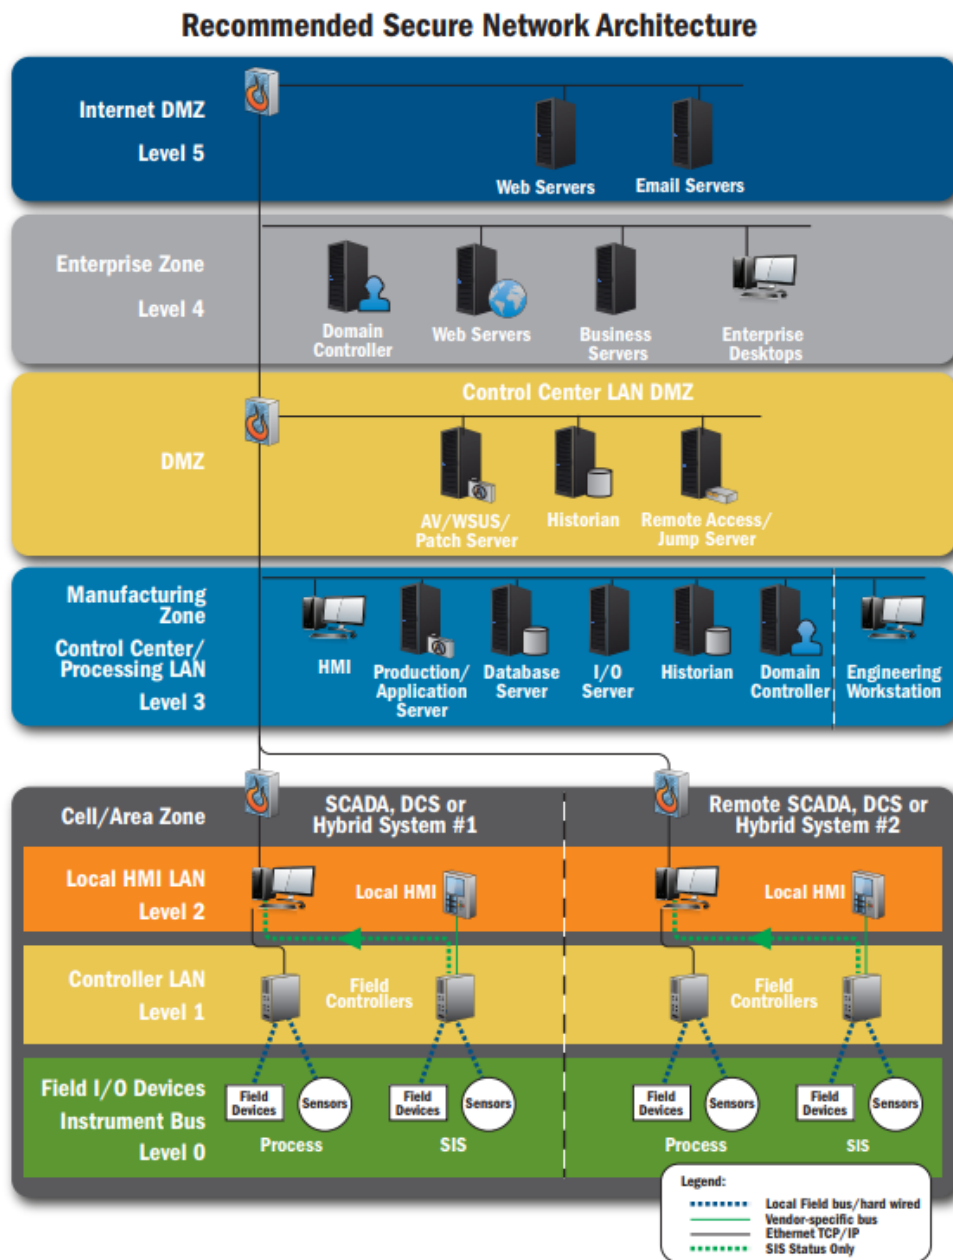 Recommended Secure Network Architecture
Internet DMZ
Level 5
Web Servers
Email Servers
Enterprise Zone
Level 4
Domain
Controller
Web Servers
Business
Servers
Enterprise
Desktops
Control Center LAN DMZ
DMZ
AV/WSUS/
Patch Server
Historian
Remote Access/
Jump Server
Manufacturing
Zone
Control Center/
Processing LAN
Level 3
HMI
Production/
Application
Server
Database
Server
I/O
Server
Historian
Domain
Controller
Engineering
Workstation
Cell/Area Zone
SCADA, DCS or
Hybrid System #1
Remote SCADA, DCS or
Hybrid System #2
Local HMI LAN
Level 2
Local HMI
Local HMI
Controller LAN
Level 1
Field
Controllers
Field
Controllers
Field I/O Devices
Instrument Bus
Level 0
Field
Devices
Sensors
Process
Field
Devices
Sensors
SIS
Field
Devices
Sensors
Process
Field
Devices
Sensors
SIS
Legend:
Local Field bus/hard wired
Vendor-specific bus
Ethernet TCP/IP
SIS Status Only